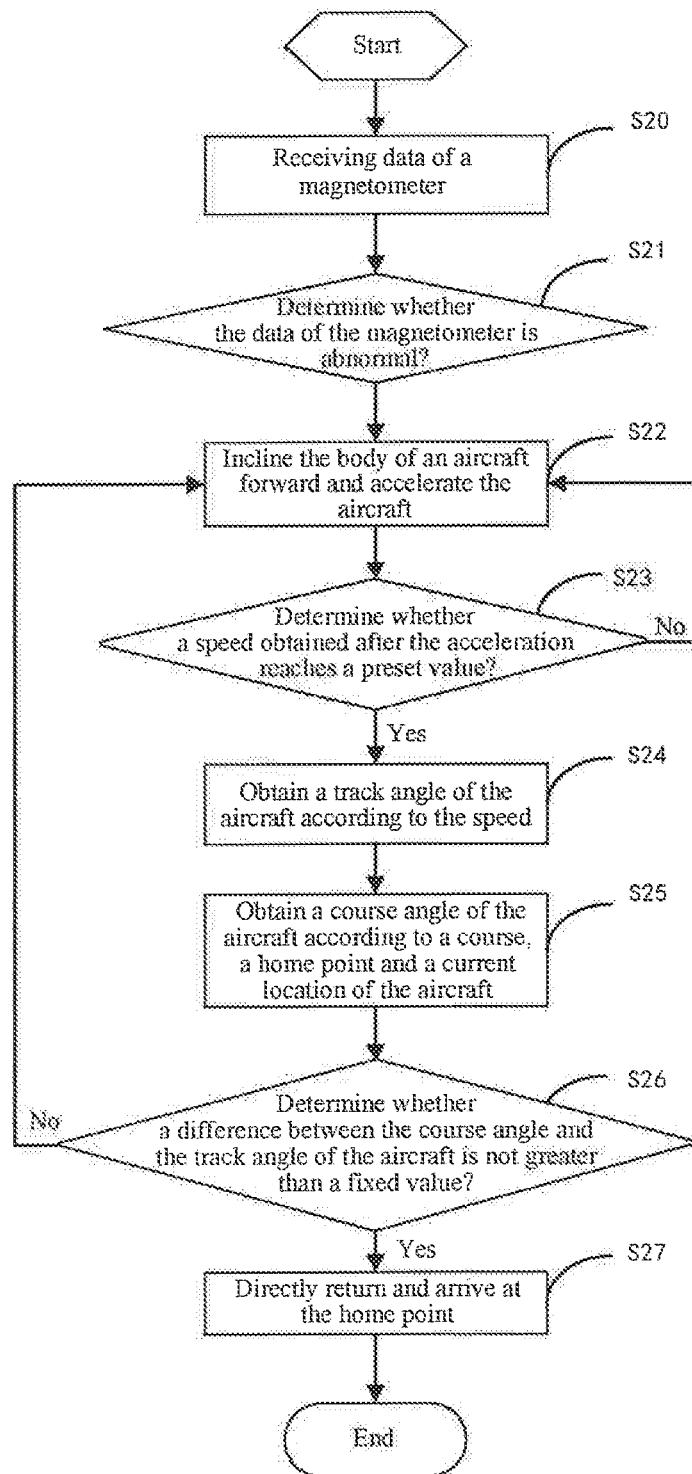 Start
S20
Receiving data of a
magnetometer
S21
Determine whether
the data of the magnetometer is
abnormal?
S22
Incline the body of an aircraft
forward and accelerate the
aircraft
S23
Determine whether
a speed obtained after the acceleration
reaches a preset value?
No
Yes
S24
Obtain a track angle of the
aircraft according to the speed
S25
Obtain a course angle of the
aircraft according to a course,
a home point and a current
location of the aircraft
S26
No
Determine whether
a difference between the course angle and
the track angle of the aircraft is not greater
than a fixed value?
Yes
S27
Directly return and arrive at
the home point
End